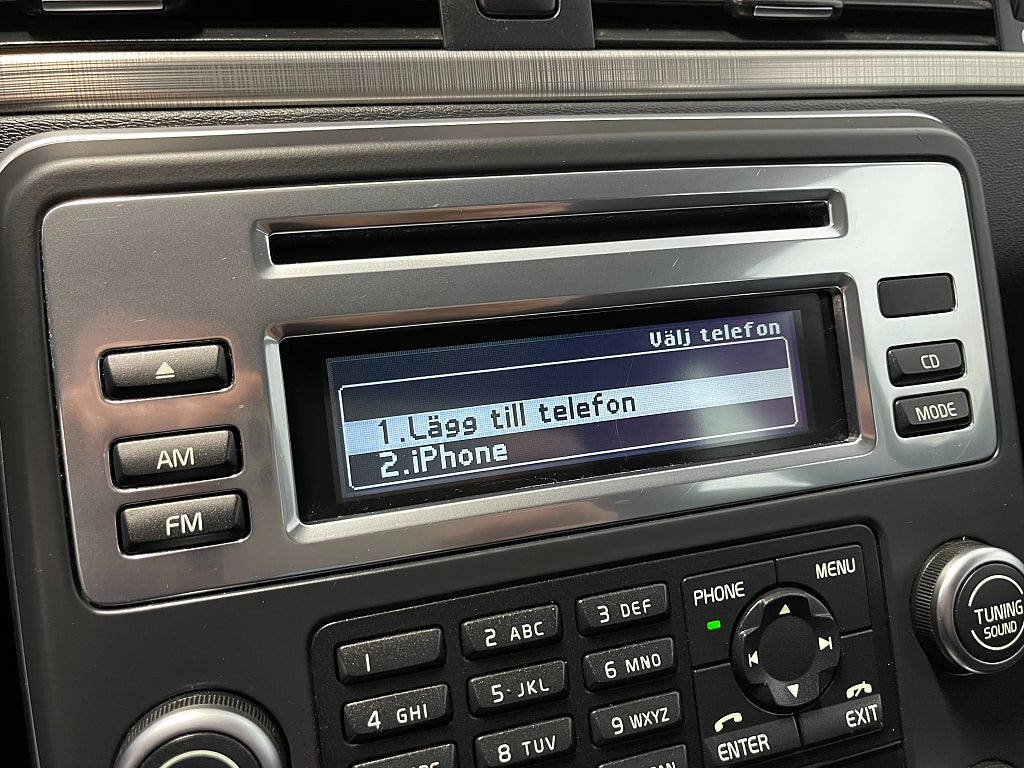 Välj telefon
1.Lägg till telefon
2.iPhone
AM
FM
CD
MODE
PHONE
MENU
1
2 ABC
3 DEF
4 GHI
5 JKL
6 MNO
8 TUV
9 WXYZ
ENTER
EXIT
TUNING
SOUND